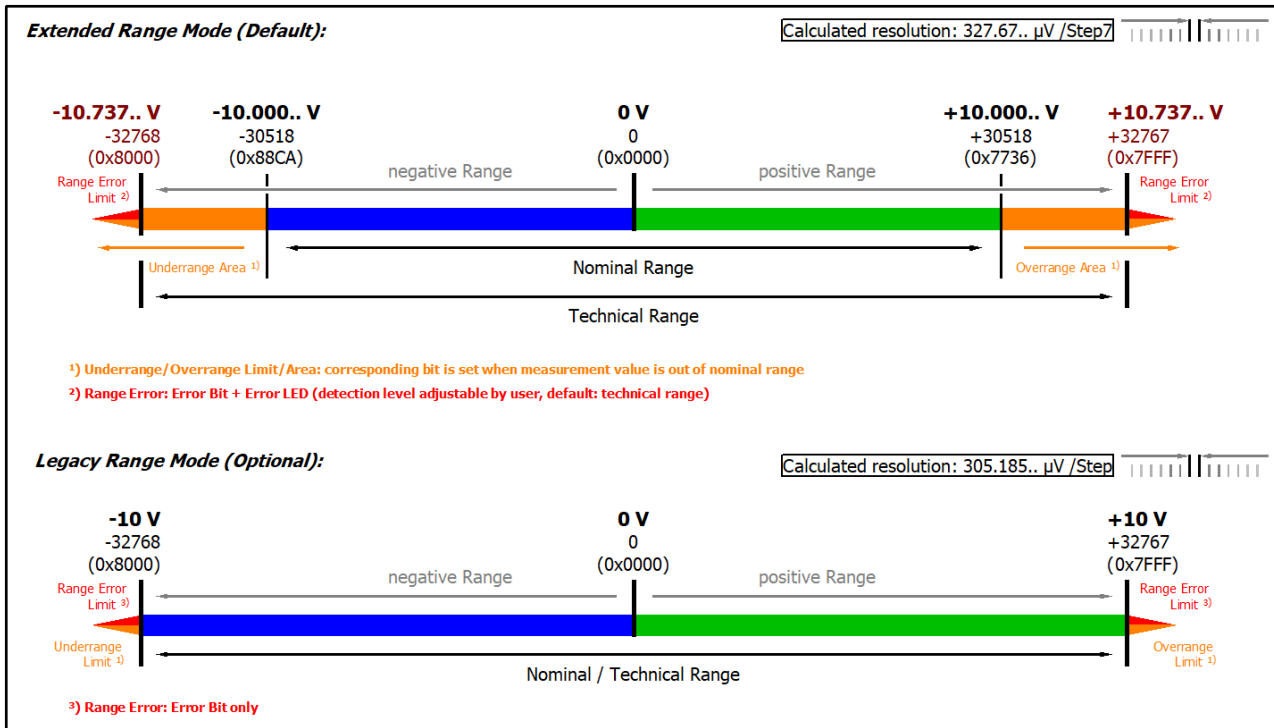 Extended Range Mode (Default):
Calculated resolution: 327.67.. µV /Step7
-10.737.. V
-10.000.. V
0 V
+10.000.. V
+10.737.. V
-32768
-30518
0
+30518
+32767
(0x8000)
(0x88CA)
(0x0000)
(0x7736)
(0x7FFF)
negative Range
positive Range
Range Error
Limit ²⁾
Range Error
Limit ²⁾
Underrange Area ¹⁾
Nominal Range
Overrange Area ¹⁾
Technical Range
¹⁾ Underrange/Overrange Limit/Area: corresponding bit is set when measurement value is out of nominal range
²⁾ Range Error: Error Bit + Error LED (detection level adjustable by user, default: technical range)
Legacy Range Mode (Optional):
Calculated resolution: 305.185.. µV /Step
-10 V
0 V
+10 V
-32768
0
+32767
(0x8000)
(0x0000)
(0x7FFF)
negative Range
positive Range
Range Error
Limit ³⁾
Range Error
Limit ³⁾
Underrange
Limit ¹⁾
Nominal / Technical Range
Overrange
Limit ¹⁾
³⁾ Range Error: Error Bit only